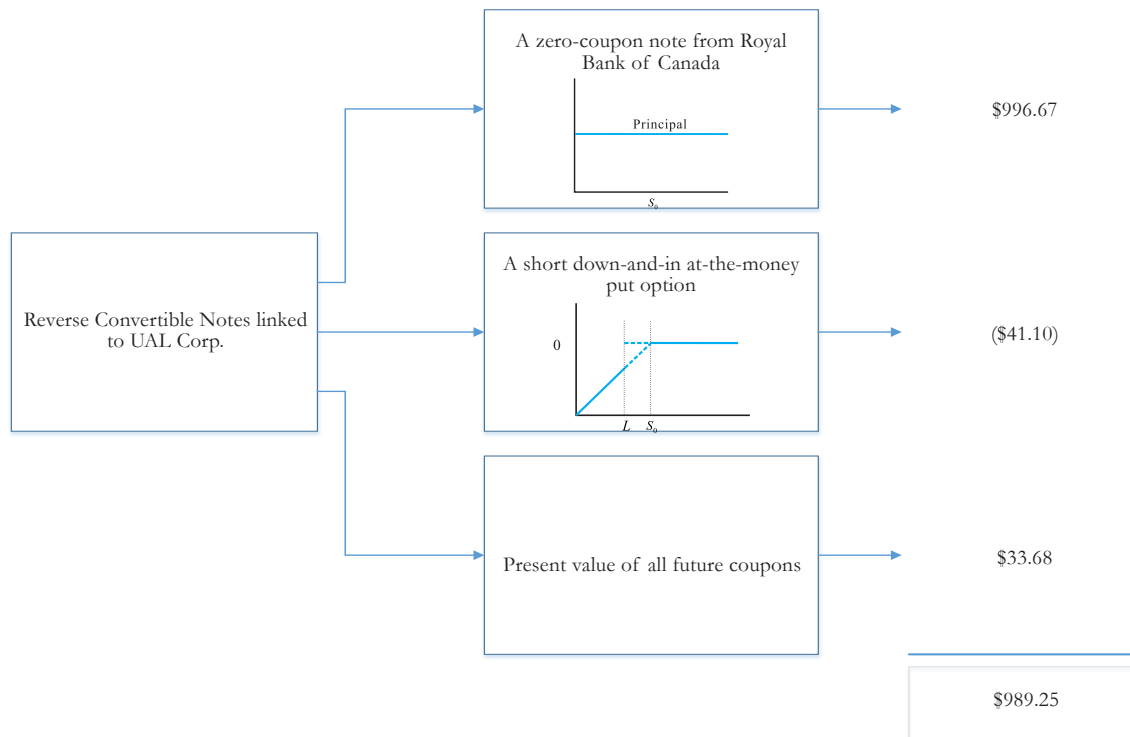 A zero-coupon note from Royal
Bank of Canada
Principal
S₀
$996.67
Reverse Convertible Notes linked
to UAL Corp.
A short down-and-in at-the-money
put option
0
L S₀
($41.10)
Present value of all future coupons
$33.68
$989.25